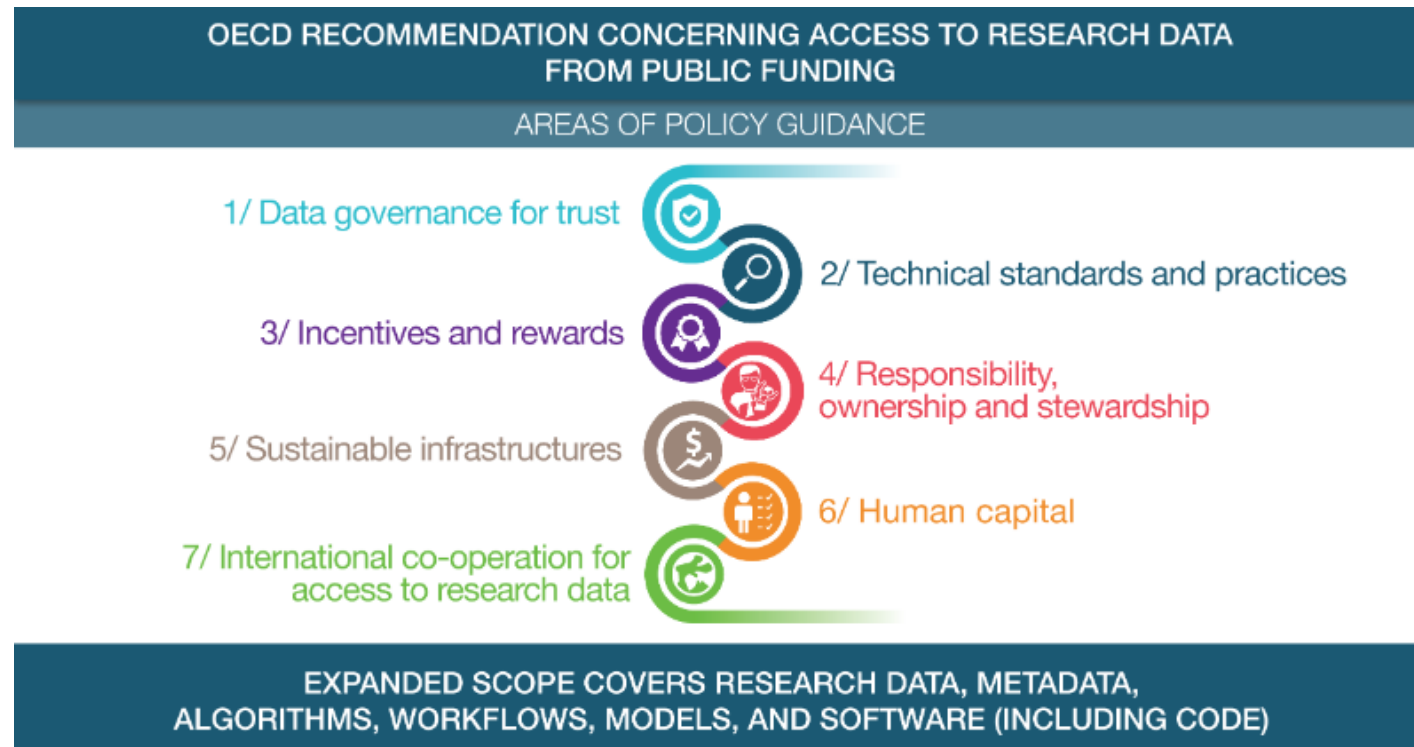 OECD RECOMMENDATION CONCERNING ACCESS TO RESEARCH DATA
FROM PUBLIC FUNDING
AREAS OF POLICY GUIDANCE
1/ Data governance for trust
2/ Technical standards and practices
3/ Incentives and rewards
4/ Responsibility,
ownership and stewardship
5/ Sustainable infrastructures
$
6/ Human capital
7/ International co-operation for
access to research data
EXPANDED SCOPE COVERS RESEARCH DATA, METADATA,
ALGORITHMS, WORKFLOWS, MODELS, AND SOFTWARE (INCLUDING CODE)